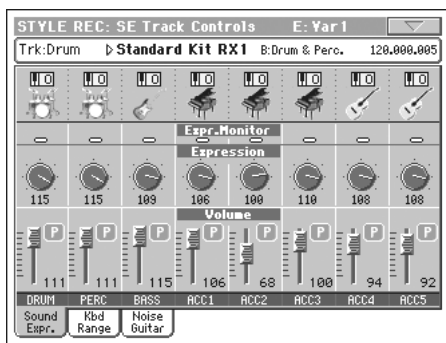 STYLE REC: SE Track Controls E: Var1
Trk:Drum Standard Kit RX1 B:Drum & Perc. 120.000.005
Expr.Monitor
Expression
115 115 109 106 100 110 108 108
Volume
P P P P P P P P
111 111 115 106 68 100 94 92
DRUM PERC BASS ACC1 ACC2 ACC3 ACC4 ACC5
Sound Expr. Kbd Range Noise Guitar